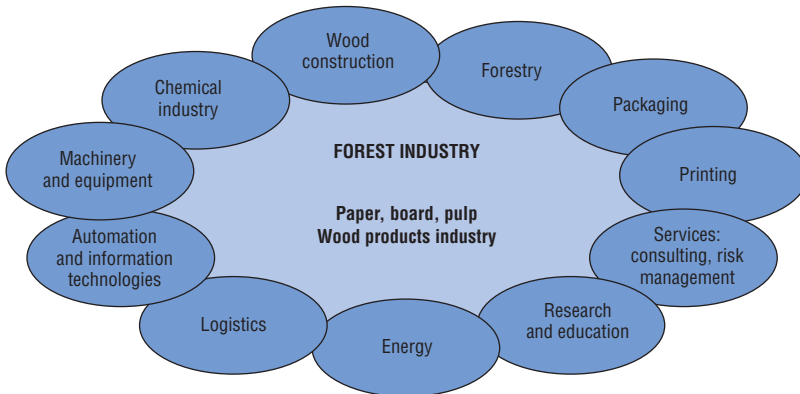 Wood
construction
Forestry
Chemical
industry
Packaging
FOREST INDUSTRY
Machinery
and equipment
Printing
Paper, board, pulp
Wood products industry
Automation
and information
technologies
Services:
consulting, risk
management
Logistics
Research
and education
Energy